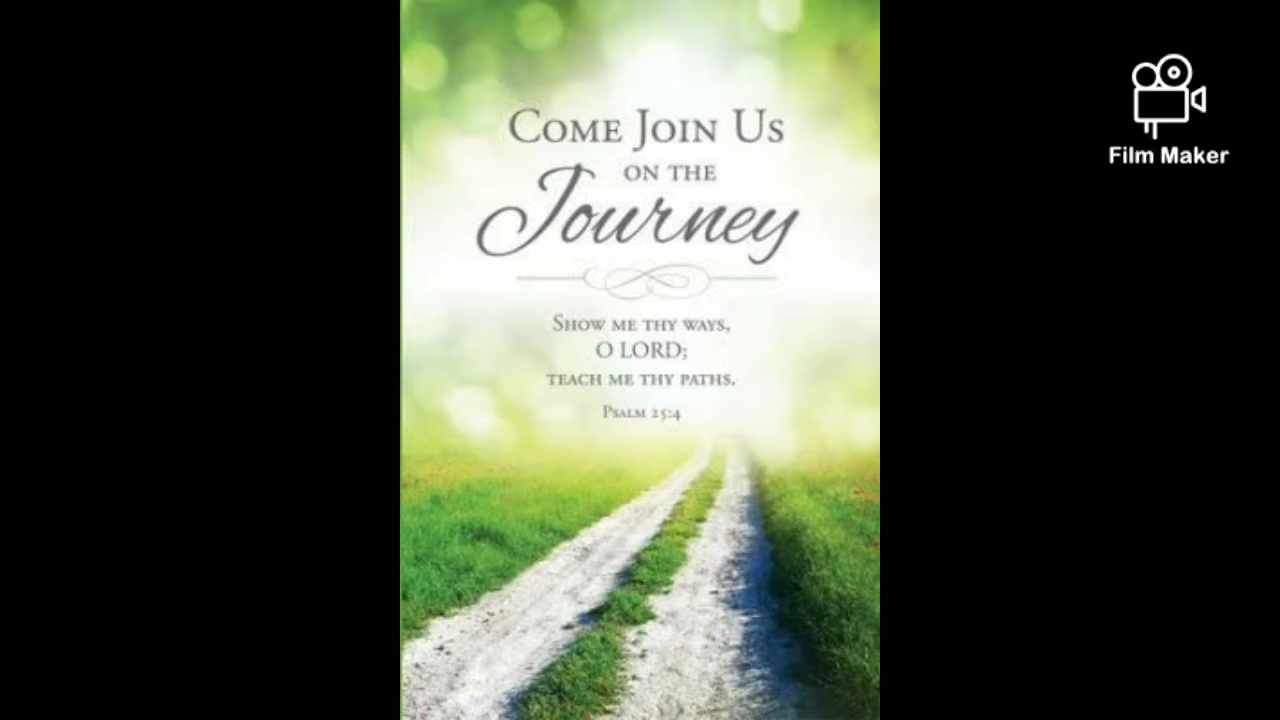 Come Join Us
on the
Journey
Show me thy ways,
O LORD;
teach me thy paths.
Psalm 25:4
Film Maker